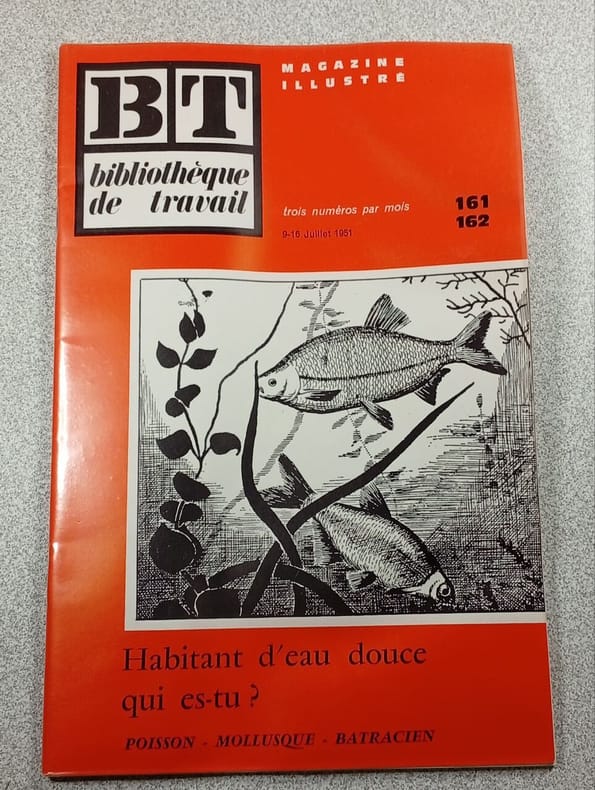 BT
bibliothèque
de travail
MAGAZINE
ILLUSTRÉ
trois numéros par mois
161
162
9-16 Juillet 1951
Habitant d'eau douce
qui es-tu ?
POISSON - MOLLUSQUE - BATRACIEN